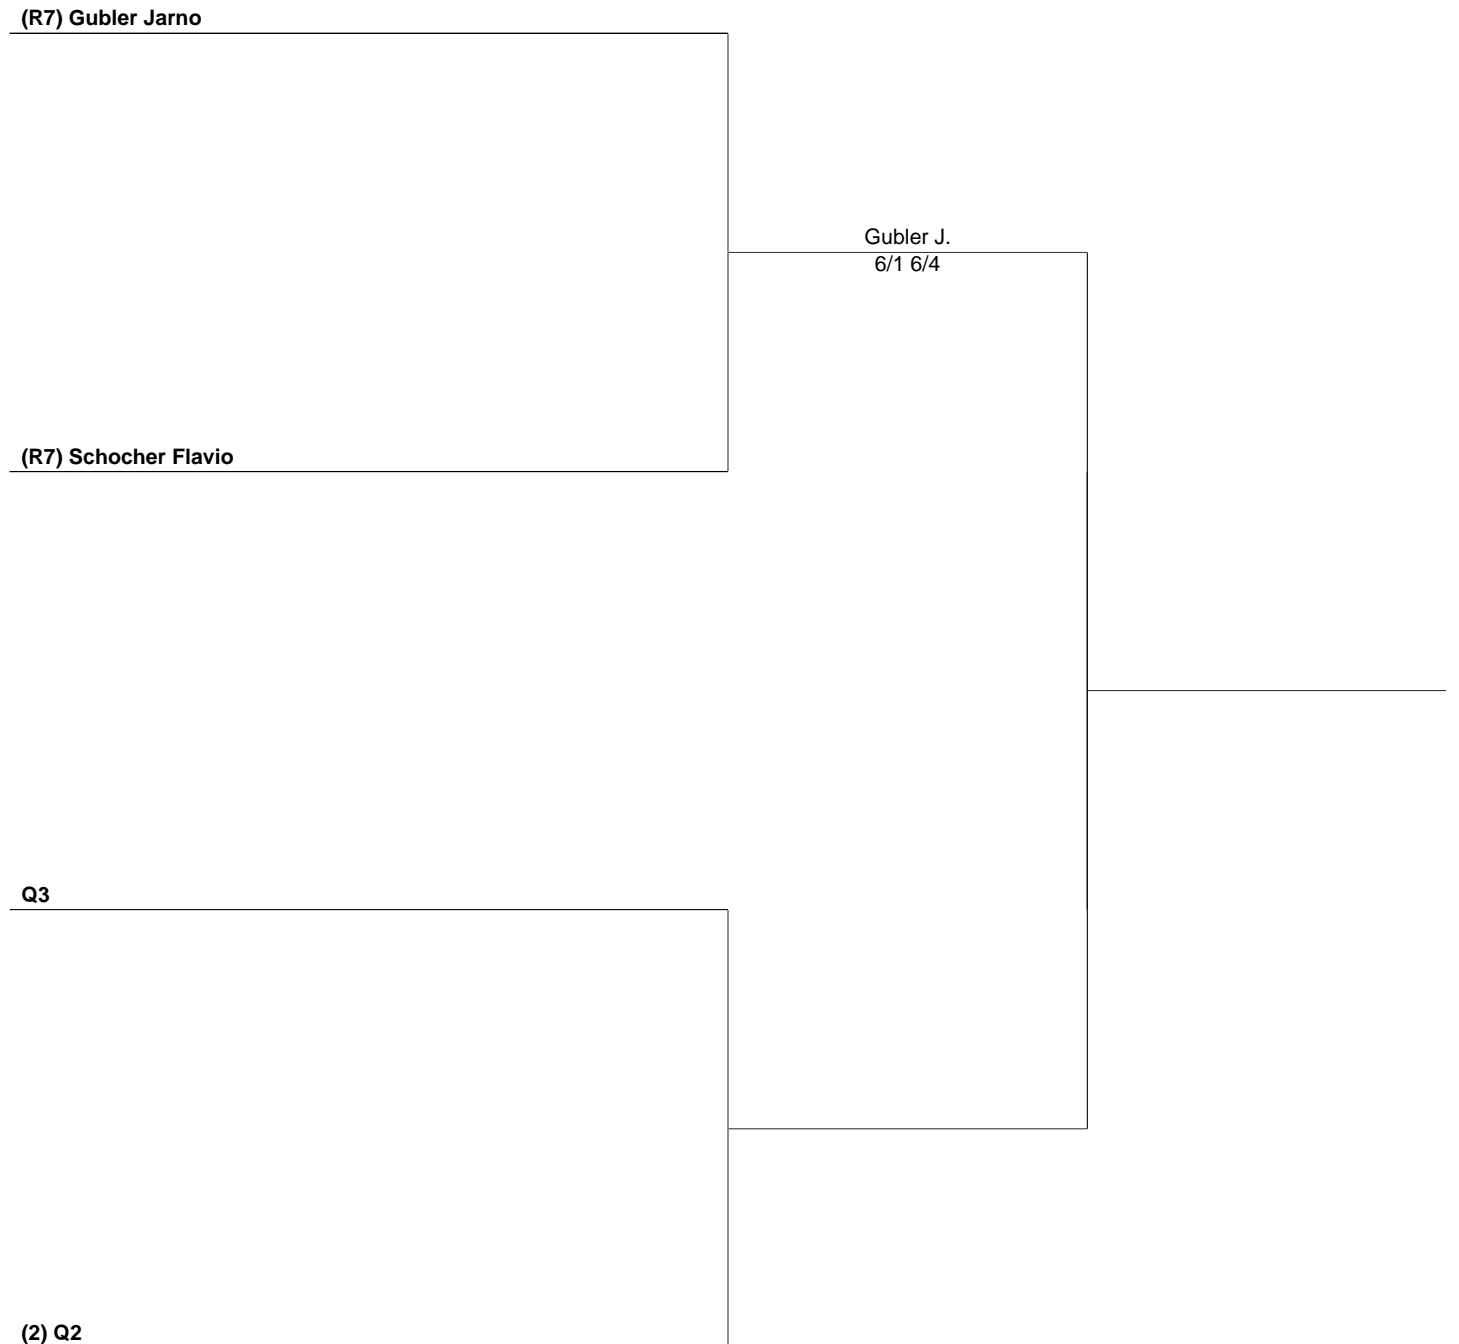 (R7) Gubler Jarno
Gubler J.
6/1 6/4
(R7) Schocher Flavio
Q3
(2) Q2